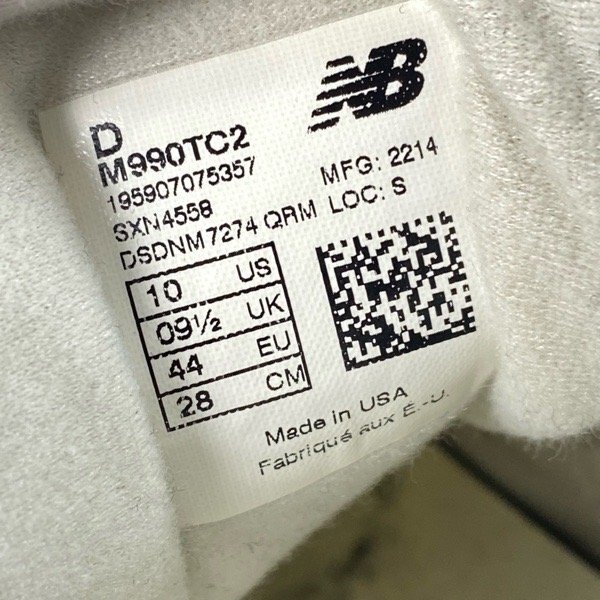 NB
D
M990TC2
195907075357
SXN4558
DSDNM7274 QRM
MFG: 2214
LOC: S
10 US
09½ UK
44 EU
28 CM
Made in USA
Fabriqué aux É.-U.